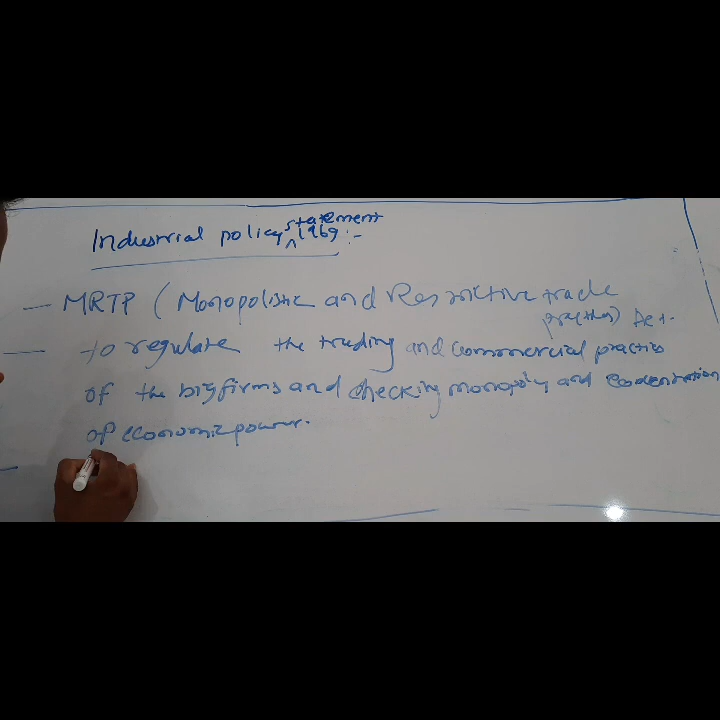 Industrial policy statement 1969 :-
— MRTP ( Monopolistic and Restrictive trade practices) Act.
— to regulate the trading and commercial practices
of the big firms and checking monopoly and concentration
of economic power.
—